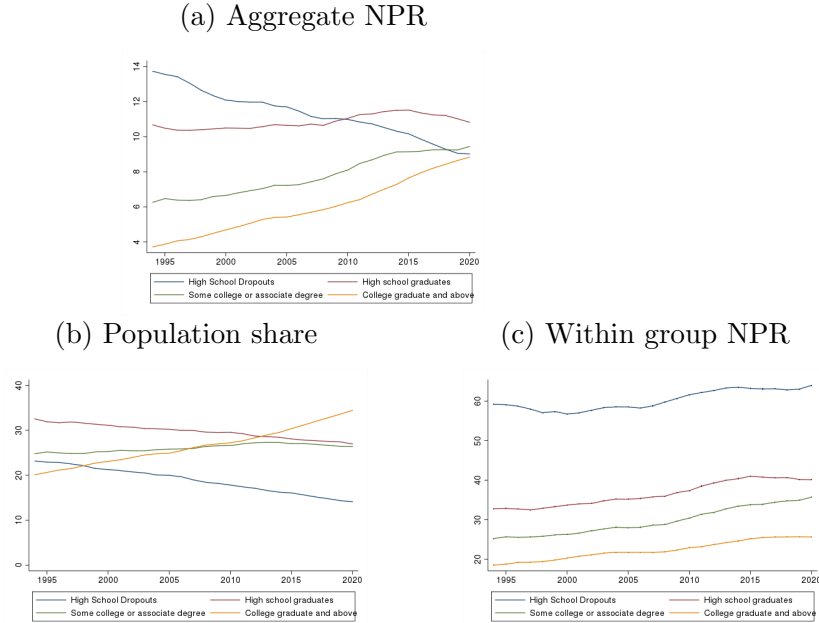 (a) Aggregate NPR
14
12
10
8
6
4
1995 2000 2005 2010 2015 2020
High School Dropouts High school graduates
Some college or associate degree College graduate and above
(b) Population share
40
30
20
10
0
1995 2000 2005 2010 2015 2020
High School Dropouts High school graduates
Some college or associate degree College graduate and above
(c) Within group NPR
60
50
40
30
20
1995 2000 2005 2010 2015 2020
High School Dropouts High school graduates
Some college or associate degree College graduate and above